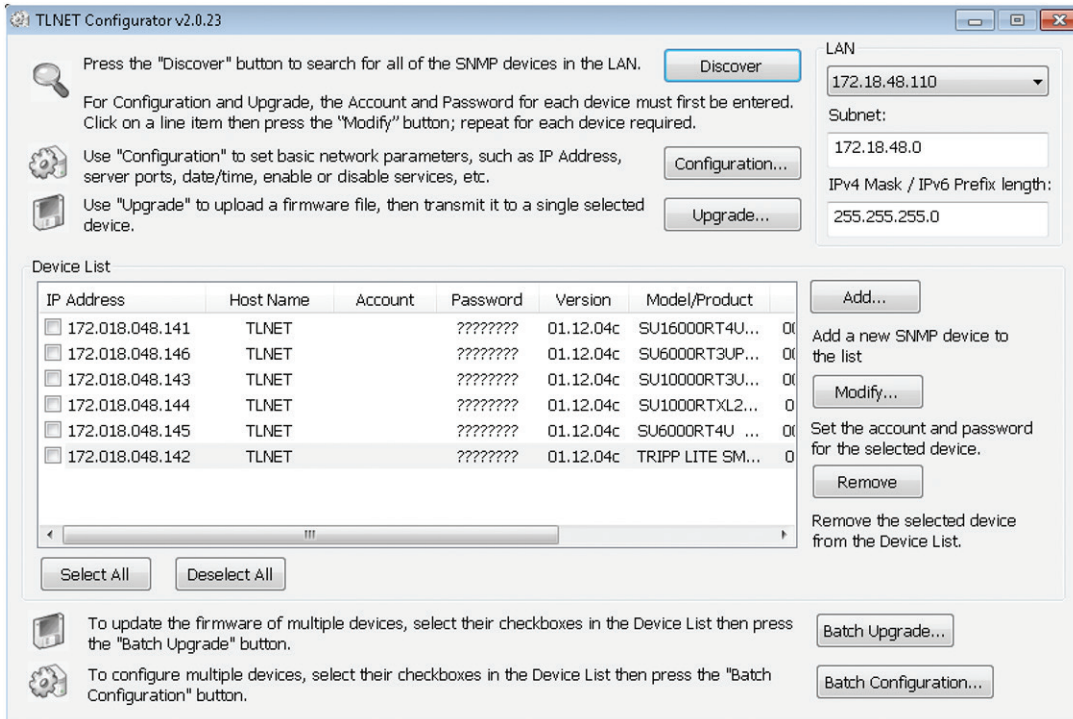 TLNET Configurator v2.0.23
Press the "Discover" button to search for all of the SNMP devices in the LAN.
Discover
For Configuration and Upgrade, the Account and Password for each device must first be entered.
Click on a line item then press the "Modify" button; repeat for each device required.
Use "Configuration" to set basic network parameters, such as IP Address,
server ports, date/time, enable or disable services, etc.
Configuration...
Use "Upgrade" to upload a firmware file, then transmit it to a single selected
device.
Upgrade...
LAN
172.18.48.110
Subnet:
172.18.48.0
IPv4 Mask / IPv6 Prefix length:
255.255.255.0
Device List
IP Address Host Name Account Password Version Model/Product
172.018.048.141 TLNET ???????? 01.12.04c SU16000RT4U... 00
172.018.048.146 TLNET ???????? 01.12.04c SU6000RT3UP... 00
172.018.048.143 TLNET ???????? 01.12.04c SU10000RT3U... 00
172.018.048.144 TLNET ???????? 01.12.04c SU1000RTXL2... 0
172.018.048.145 TLNET ???????? 01.12.04c SU6000RT4U ... 00
172.018.048.142 TLNET ???????? 01.12.04c TRIPP LITE SM... 0
Add...
Add a new SNMP device to
the list
Modify...
Set the account and password
for the selected device.
Remove
Remove the selected device
from the Device List.
Select All
Deselect All
To update the firmware of multiple devices, select their checkboxes in the Device List then press
the "Batch Upgrade" button.
Batch Upgrade...
To configure multiple devices, select their checkboxes in the Device List then press the "Batch
Configuration" button.
Batch Configuration...